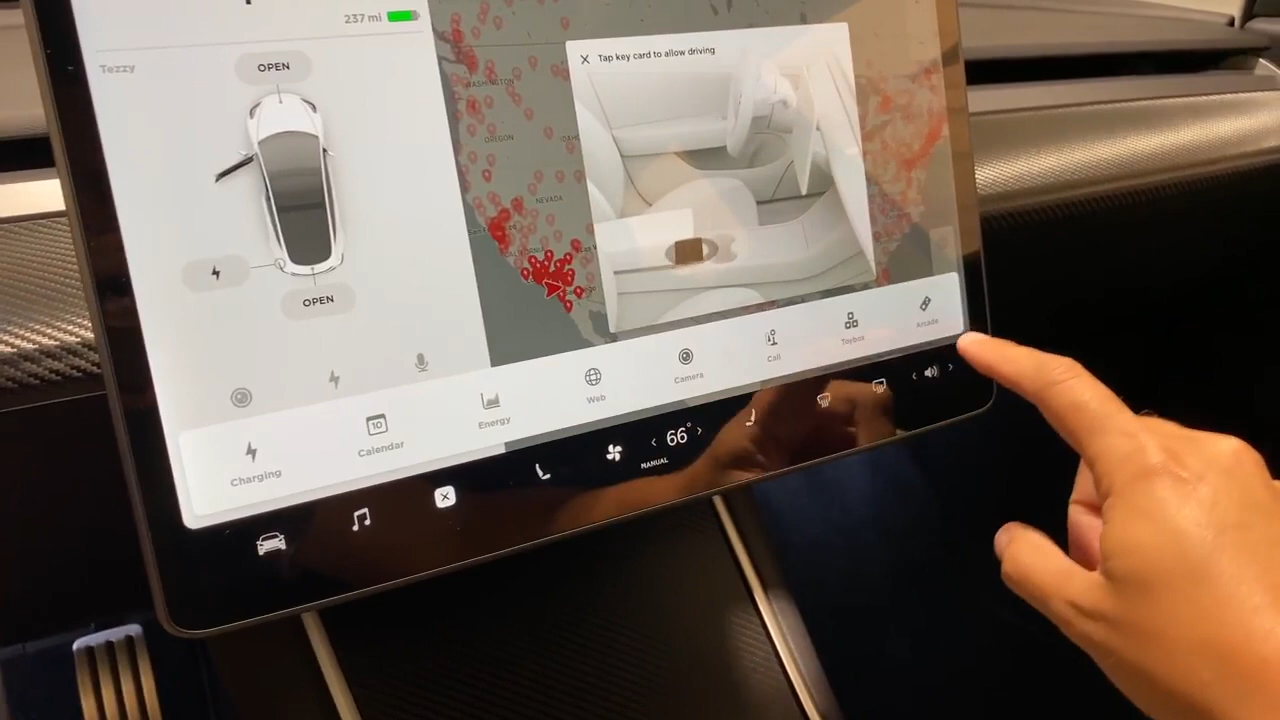 237 mi
Tezzy
OPEN
OPEN
Tap key card to allow driving
WASHINGTON
OREGON
NEVADA
Charging
10
Calendar
Energy
Web
Camera
Call
Toybox
Arcade
66°
MANUAL